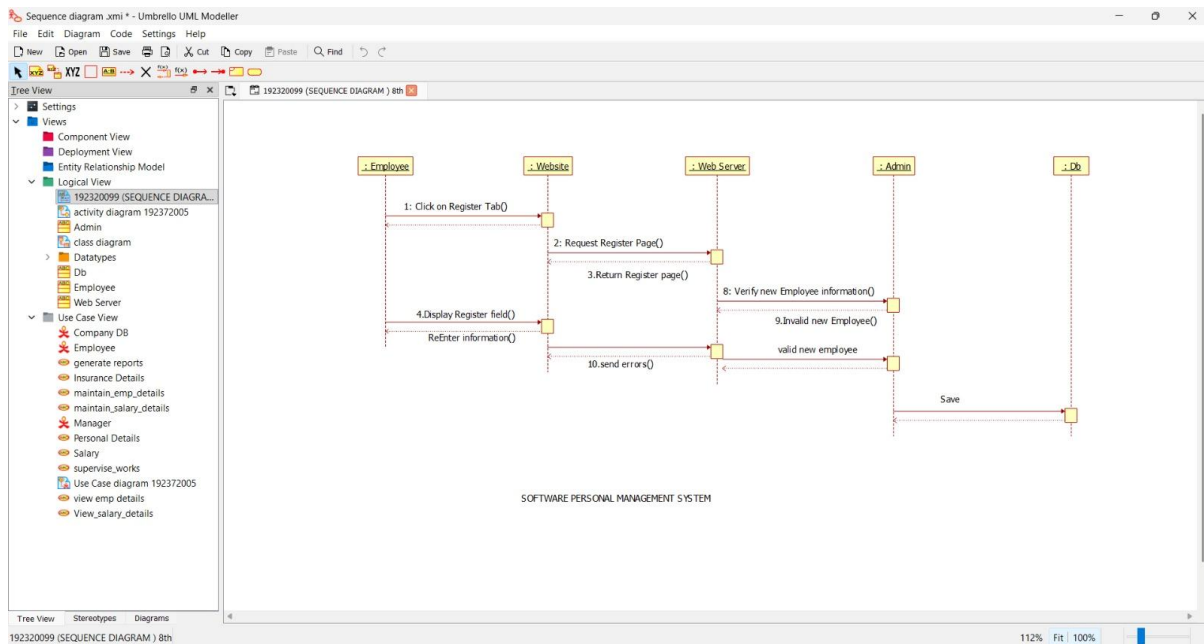 Sequence diagram .xmi * - Umbrello UML Modeller
File Edit Diagram Code Settings Help
New Open Save Cut Copy Paste Find
XYZ XYZ A:B f(x) f(x)
Tree View
192320099 (SEQUENCE DIAGRAM ) 8th
Settings
Views
Component View
Deployment View
Entity Relationship Model
Logical View
192320099 (SEQUENCE DIAGRA...
activity diagram 192372005
Admin
class diagram
Datatypes
Db
Employee
Web Server
Use Case View
Company DB
Employee
generate reports
Insurance Details
maintain_emp_details
maintain_salary_details
Manager
Personal Details
Salary
supervise_works
Use Case diagram 192372005
view emp details
View_salary_details
Tree View Stereotypes Diagrams
: Employee : Website : Web Server : Admin : Db
1: Click on Register Tab()
2: Request Register Page()
3.Return Register page()
8: Verify new Employee information()
4.Display Register field()
9.Invalid new Employee()
ReEnter information()
valid new employee
10.send errors()
Save
SOFTWARE PERSONAL MANAGEMENT SYSTEM
192320099 (SEQUENCE DIAGRAM ) 8th
112% Fit 100%